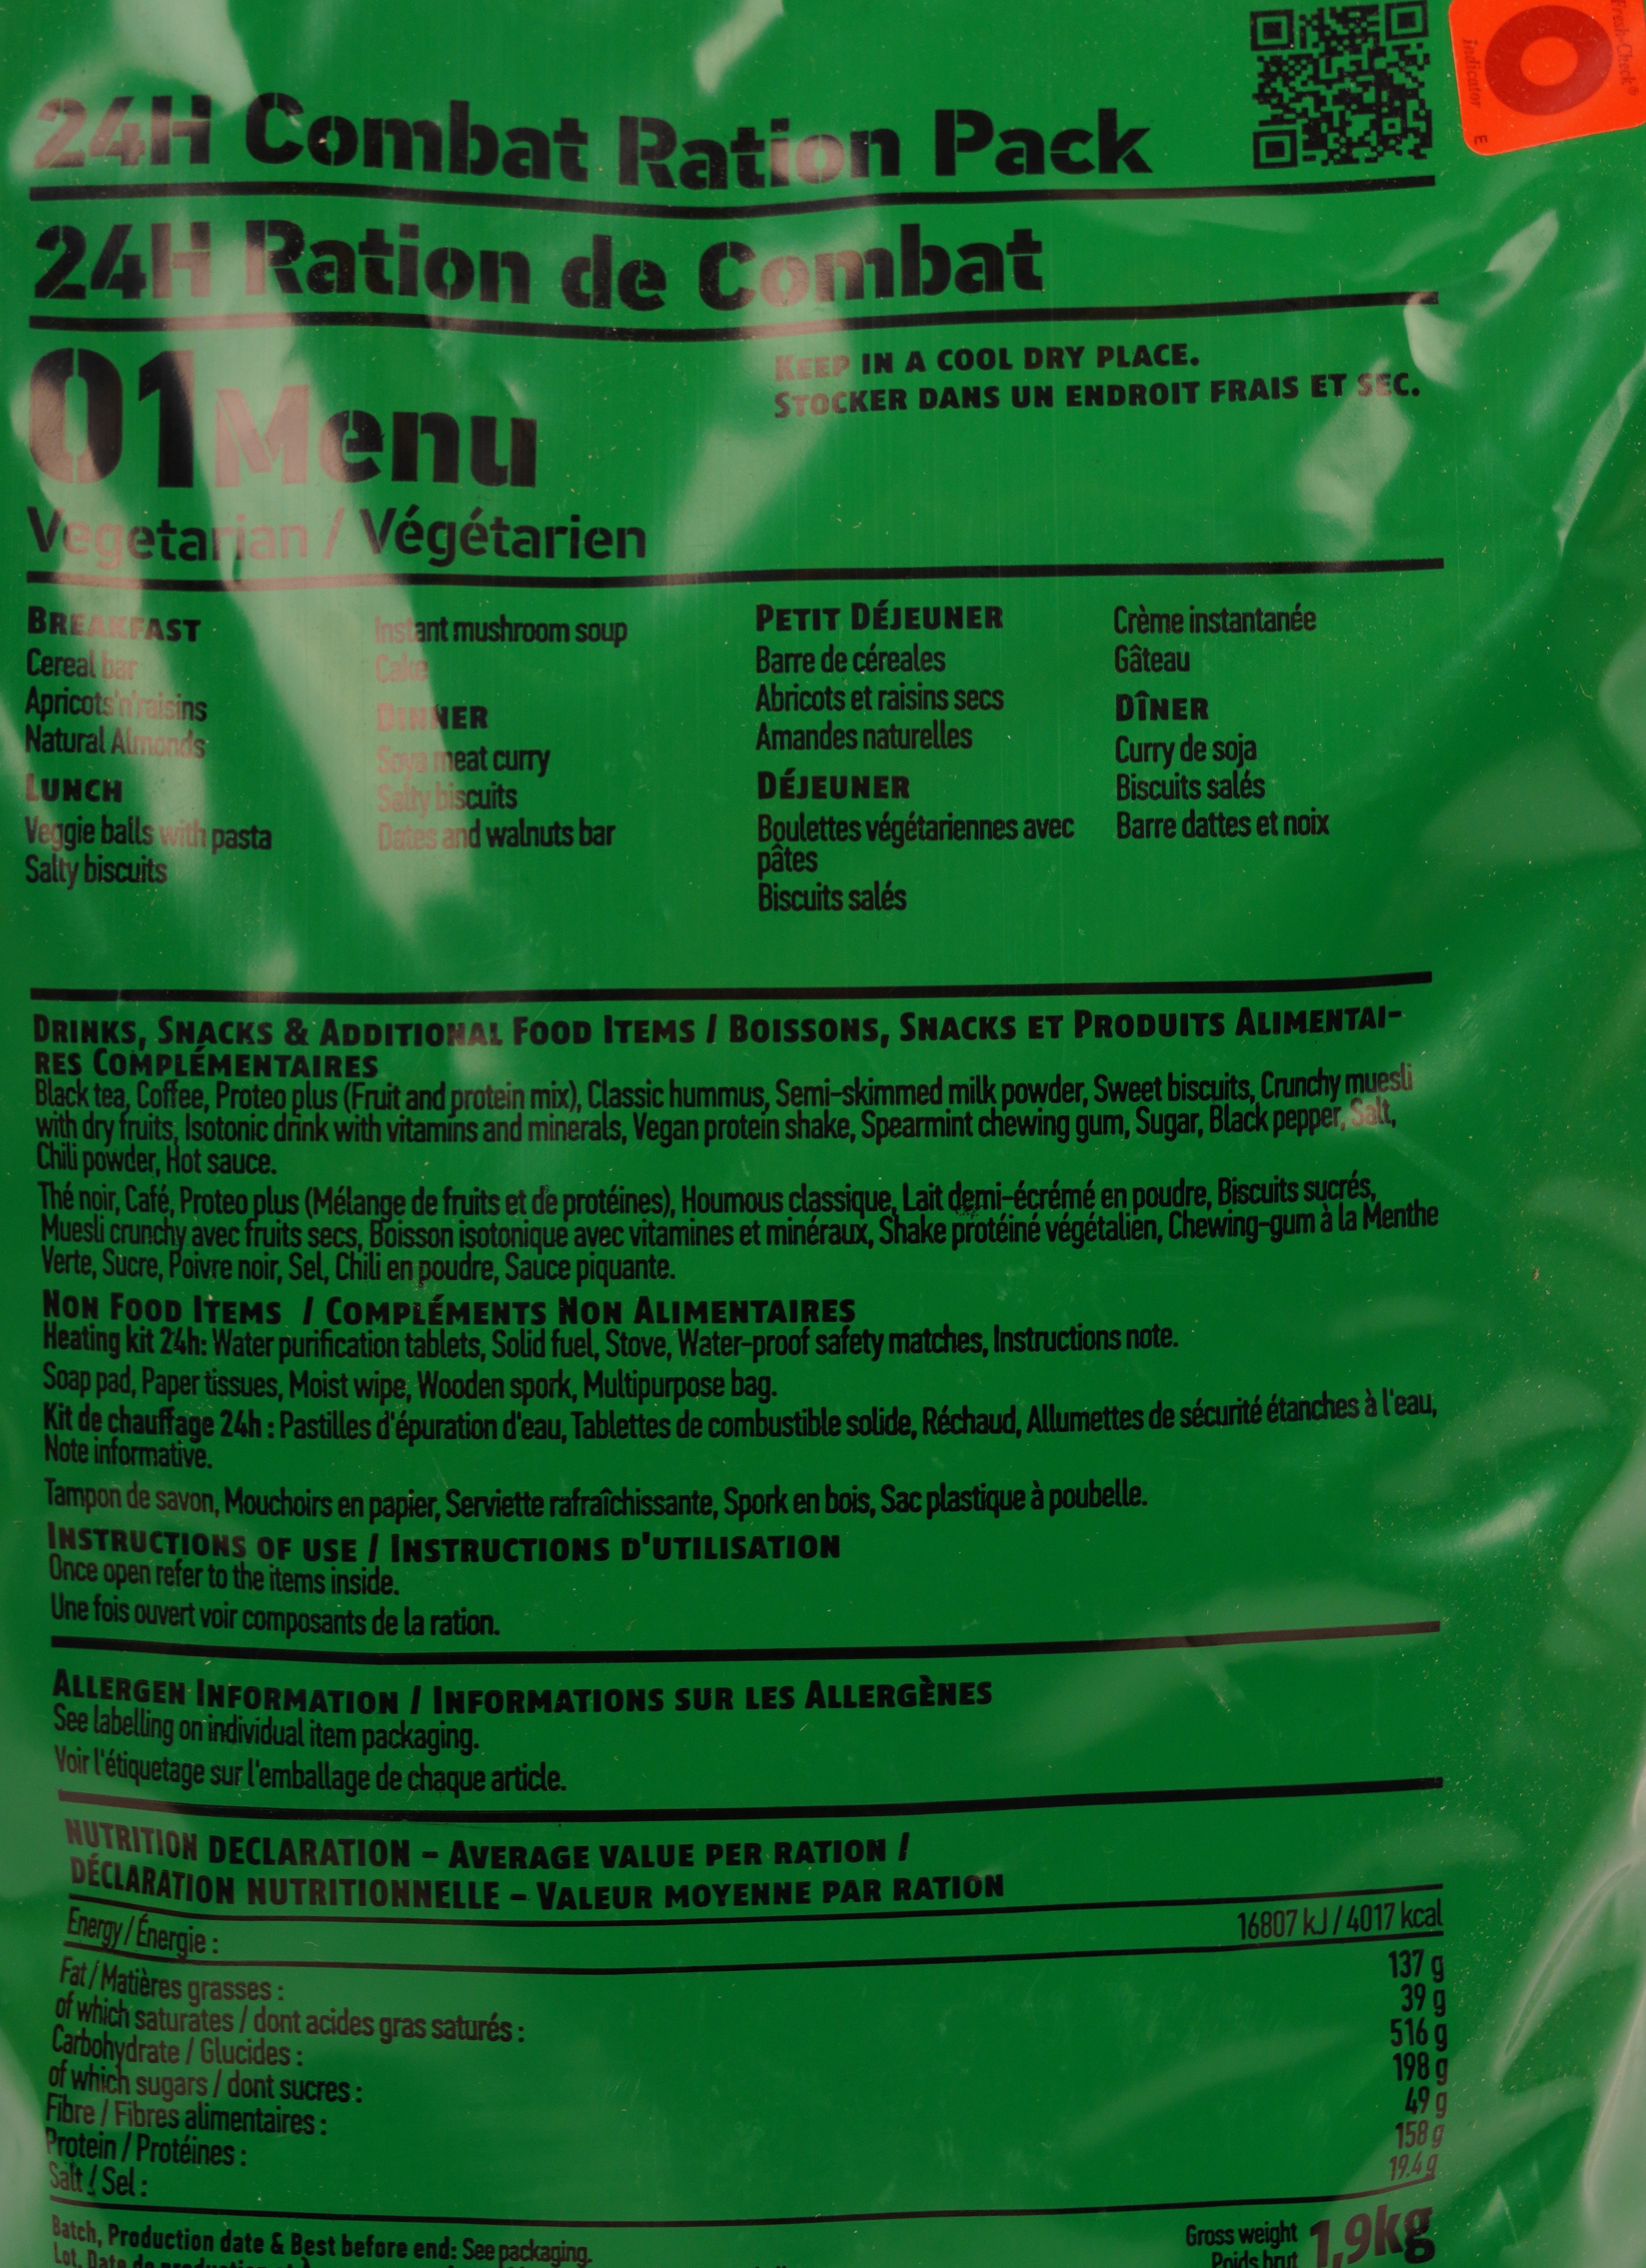 Fresh-Check®
Indicator E
24H Combat Ration Pack
24H Ration de Combat
01 Menu
KEEP IN A COOL DRY PLACE.
STOCKER DANS UN ENDROIT FRAIS ET SEC.
Vegetarian / Végétarien
BREAKFAST
Cereal bar
Apricots'n'raisins
Natural Almonds
LUNCH
Veggie balls with pasta
Salty biscuits
Instant mushroom soup
Cake
DINNER
Soya meat curry
Salty biscuits
Dates and walnuts bar
PETIT DÉJEUNER
Barre de céreales
Abricots et raisins secs
Amandes naturelles
DÉJEUNER
Boulettes végétariennes avec
pâtes
Biscuits salés
Crème instantanée
Gâteau
DÎNER
Curry de soja
Biscuits salés
Barre dattes et noix
DRINKS, SNACKS & ADDITIONAL FOOD ITEMS / BOISSONS, SNACKS ET PRODUITS ALIMENTAI-
RES COMPLÉMENTAIRES
Black tea, Coffee, Proteo plus (Fruit and protein mix), Classic hummus, Semi-skimmed milk powder, Sweet biscuits, Crunchy muesli
with dry fruits, Isotonic drink with vitamins and minerals, Vegan protein shake, Spearmint chewing gum, Sugar, Black pepper, Salt,
Chili powder, Hot sauce.
Thé noir, Café, Proteo plus (Mélange de fruits et de protéines), Houmous classique, Lait demi-écrémé en poudre, Biscuits sucrés,
Muesli crunchy avec fruits secs, Boisson isotonique avec vitamines et minéraux, Shake protéiné végétalien, Chewing-gum à la Menthe
Verte, Sucre, Poivre noir, Sel, Chili en poudre, Sauce piquante.
NON FOOD ITEMS / COMPLÉMENTS NON ALIMENTAIRES
Heating kit 24h: Water purification tablets, Solid fuel, Stove, Water-proof safety matches, Instructions note.
Soap pad, Paper tissues, Moist wipe, Wooden spork, Multipurpose bag.
Kit de chauffage 24h : Pastilles d'épuration d'eau, Tablettes de combustible solide, Réchaud, Allumettes de sécurité étanches à l'eau,
Note informative.
Tampon de savon, Mouchoirs en papier, Serviette rafraîchissante, Spork en bois, Sac plastique à poubelle.
INSTRUCTIONS OF USE / INSTRUCTIONS D'UTILISATION
Once open refer to the items inside.
Une fois ouvert voir composants de la ration.
ALLERGEN INFORMATION / INFORMATIONS SUR LES ALLERGÈNES
See labelling on individual item packaging.
Voir l'étiquetage sur l'emballage de chaque article.
NUTRITION DECLARATION – AVERAGE VALUE PER RATION /
DÉCLARATION NUTRITIONNELLE – VALEUR MOYENNE PAR RATION
Energy / Énergie : 16807 kJ / 4017 kcal
Fat / Matières grasses : 137 g
of which saturates / dont acides gras saturés : 39 g
Carbohydrate / Glucides : 516 g
of which sugars / dont sucres : 198 g
Fibre / Fibres alimentaires : 49 g
Protein / Protéines : 158 g
Salt / Sel : 19.4 g
Batch, Production date & Best before end: See packaging.
Lot, Date de
Gross weight
Poids brut
1,9kg